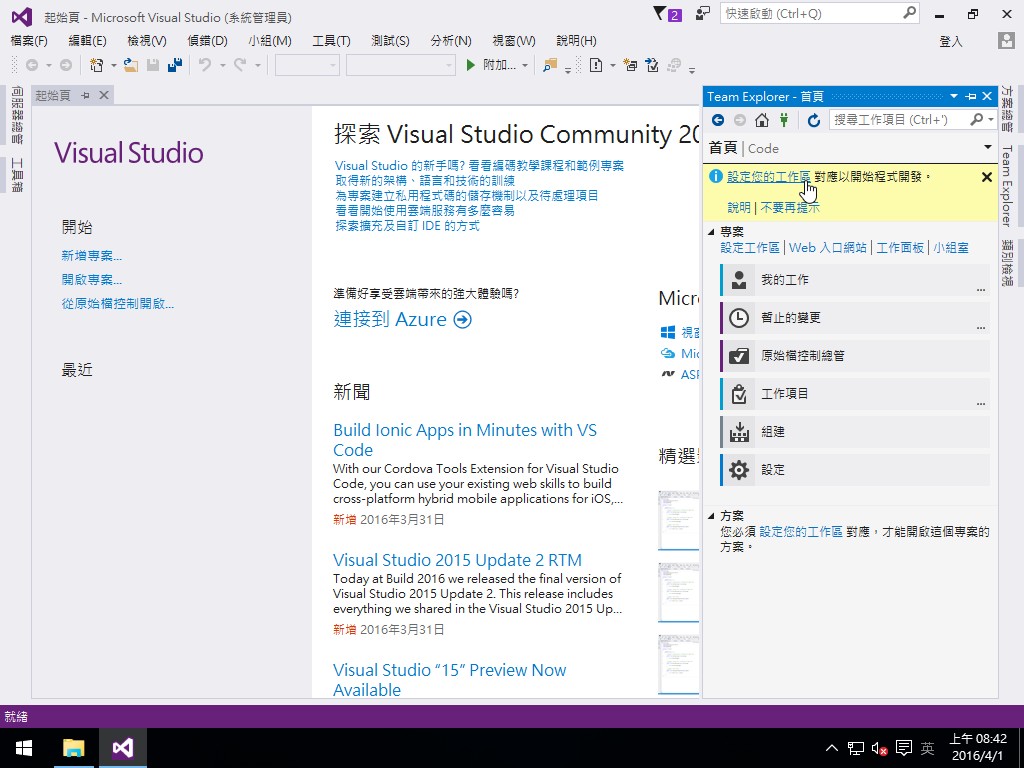 起始頁 - Microsoft Visual Studio (系統管理員)
2
快速啟動 (Ctrl+Q)
檔案(F) 編輯(E) 檢視(V) 偵錯(D) 小組(M) 工具(T) 測試(S) 分析(N) 視窗(W) 說明(H)
登入
附加...
伺服器總管
工具箱
起始頁
Visual Studio
開始
新增專案...
開啟專案...
從原始檔控制開啟...
最近
探索 Visual Studio Community 20
Visual Studio 的新手嗎? 看看編碼教學課程和範例專案
取得新的架構、語言和技術的訓練
為專案建立私用程式碼的儲存機制以及待處理項目
看看開始使用雲端服務有多麼容易
探索擴充及自訂 IDE 的方式
準備好享受雲端帶來的強大體驗嗎?
連接到 Azure
Micr
視窗
Mic
ASI
新聞
Build Ionic Apps in Minutes with VS
Code
With our Cordova Tools Extension for Visual Studio
Code, you can use your existing web skills to build
cross-platform hybrid mobile applications for iOS,...
新增 2016年3月31日
Visual Studio 2015 Update 2 RTM
Today at Build 2016 we released the final version of
Visual Studio 2015 Update 2. This release includes
everything we shared in the Visual Studio 2015 Up...
新增 2016年3月31日
Visual Studio “15” Preview Now
Available
精選
Team Explorer - 首頁
搜尋工作項目 (Ctrl+')
首頁 | Code
設定您的工作區 對應以開始程式開發。
說明 | 不要再提示
專案
設定工作區 | Web 入口網站 | 工作面板 | 小組室
我的工作
...
暫止的變更
...
原始檔控制總管
工作項目
...
組建
設定
方案
您必須 設定您的工作區 對應，才能開啟這個專案的
方案。
方案總管
Team Explorer
類別檢視
就緒
英
上午 08:42
2016/4/1